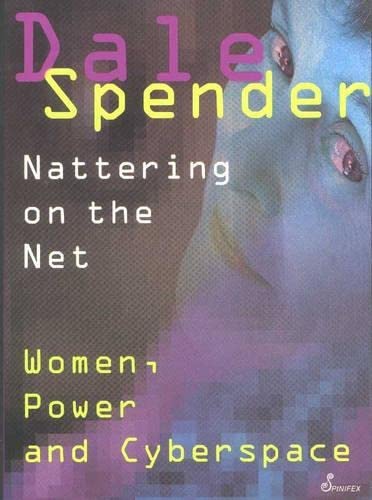 Dale
Spender
Nattering
on the
Net
Women,
Power
and Cyberspace
SPINIFEX